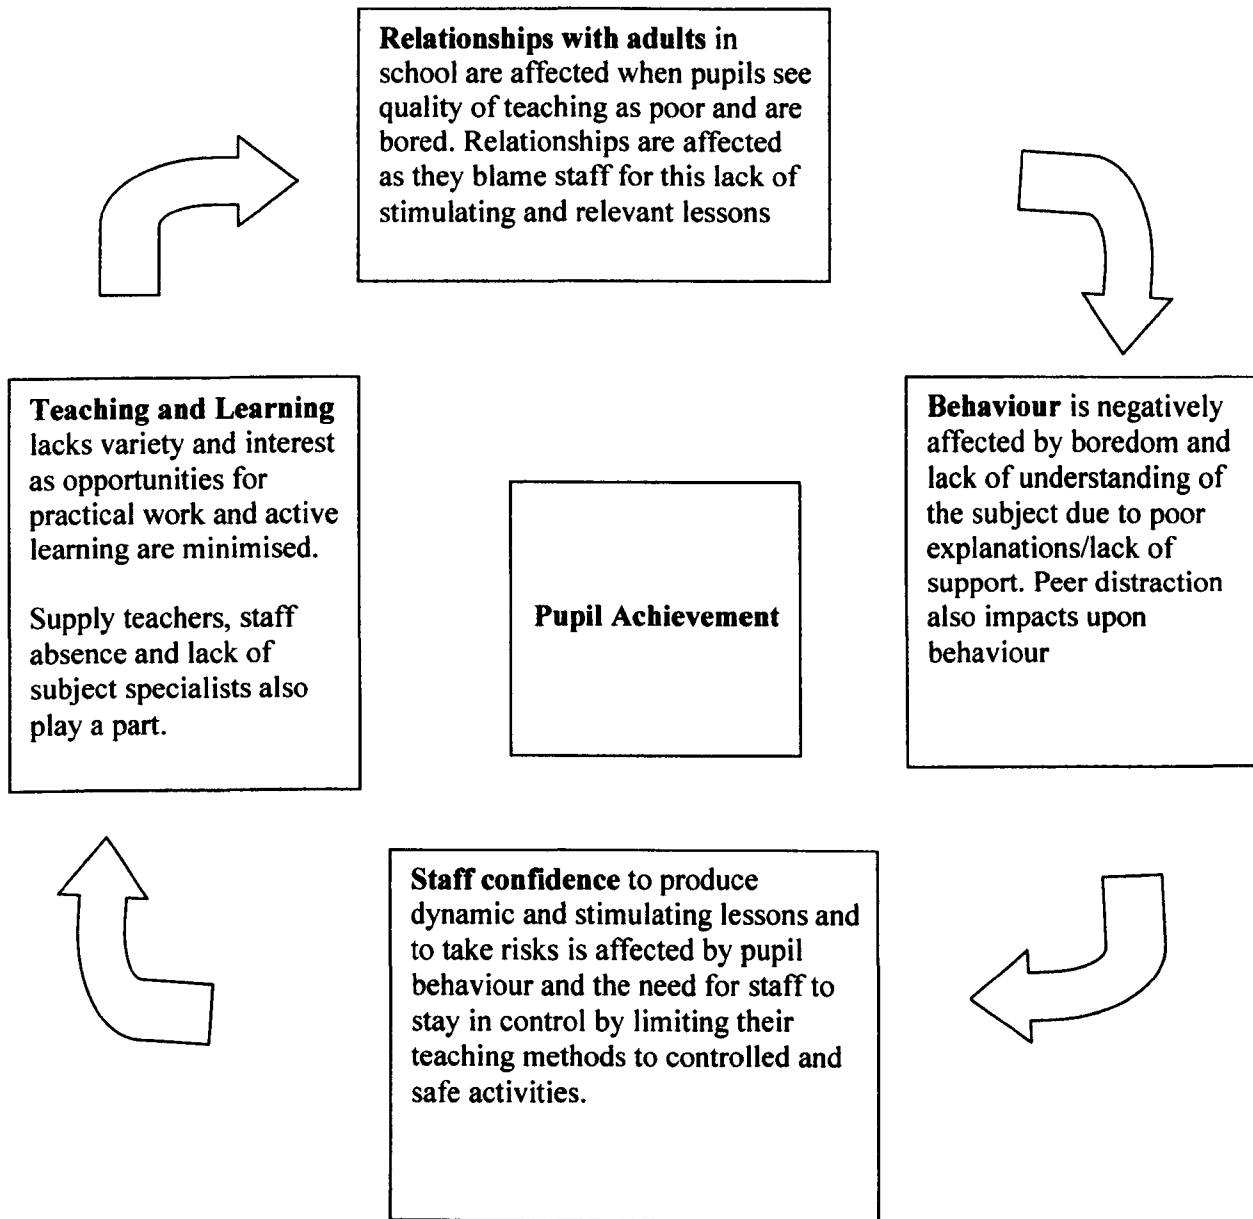 Relationships with adults in
school are affected when pupils see
quality of teaching as poor and are
bored. Relationships are affected
as they blame staff for this lack of
stimulating and relevant lessons
Teaching and Learning
lacks variety and interest
as opportunities for
practical work and active
learning are minimised.
Supply teachers, staff
absence and lack of
subject specialists also
play a part.
Pupil Achievement
Behaviour is negatively
affected by boredom and
lack of understanding of
the subject due to poor
explanations/lack of
support. Peer distraction
also impacts upon
behaviour
Staff confidence to produce
dynamic and stimulating lessons and
to take risks is affected by pupil
behaviour and the need for staff to
stay in control by limiting their
teaching methods to controlled and
safe activities.